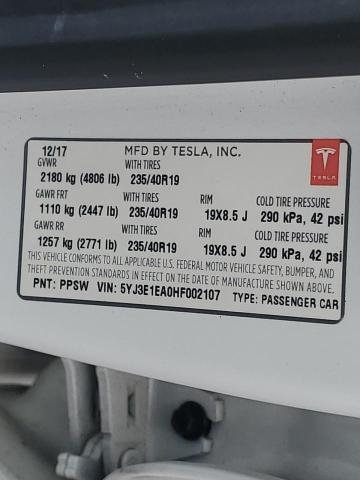 12/17 MFD BY TESLA, INC.
GVWR WITH TIRES
2180 kg (4806 lb) 235/40R19 TESLA
GAWR FRT WITH TIRES RIM COLD TIRE PRESSURE
1110 kg (2447 lb) 235/40R19 19X8.5 J 290 kPa, 42 psi
GAWR RR WITH TIRES RIM COLD TIRE PRESSURE
1257 kg (2771 lb) 235/40R19 19X8.5 J 290 kPa, 42 psi
THIS VEHICLE CONFORMS TO ALL APPLICABLE U.S. FEDERAL MOTOR VEHICLE SAFETY, BUMPER, AND
THEFT PREVENTION STANDARDS IN EFFECT ON THE DATE OF MANUFACTURE SHOWN ABOVE.
PNT: PPSW VIN: 5YJ3E1EA0HF002107 TYPE: PASSENGER CAR